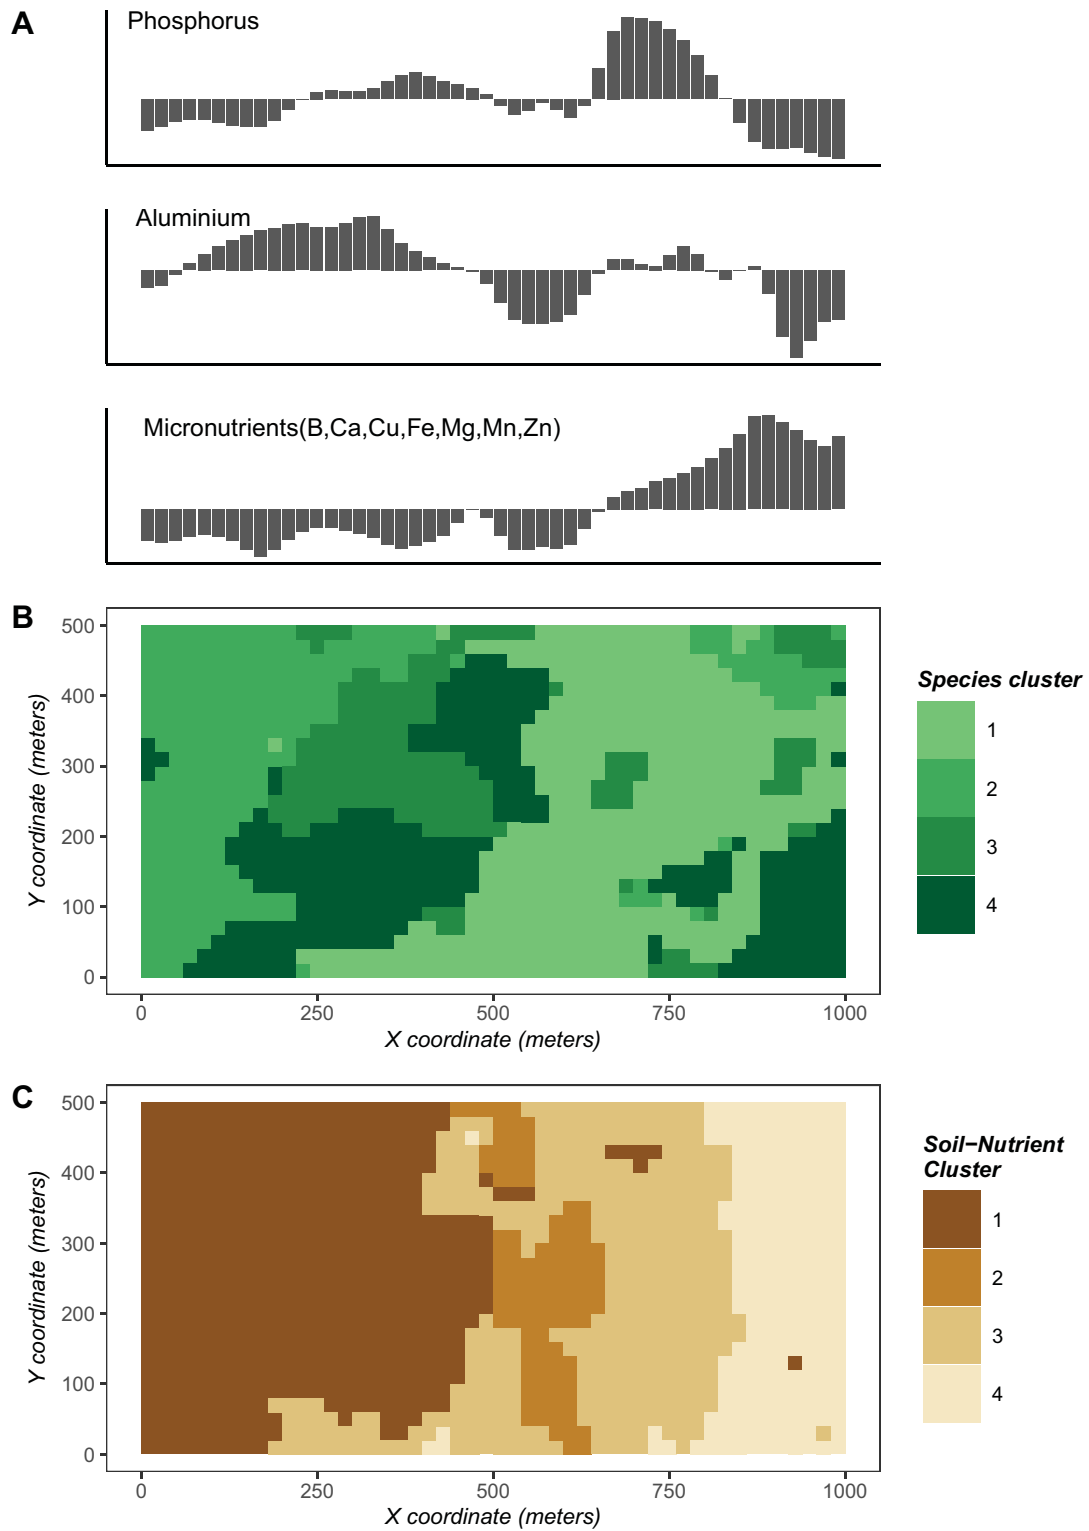 A
Phosphorus
Aluminium
Micronutrients(B,Ca,Cu,Fe,Mg,Mn,Zn)
B
500
400
300
200
100
0
Y coordinate (meters)
0 250 500 750 1000
X coordinate (meters)
Species cluster
1
2
3
4
C
500
400
300
200
100
0
Y coordinate (meters)
0 250 500 750 1000
X coordinate (meters)
Soil−Nutrient
Cluster
1
2
3
4